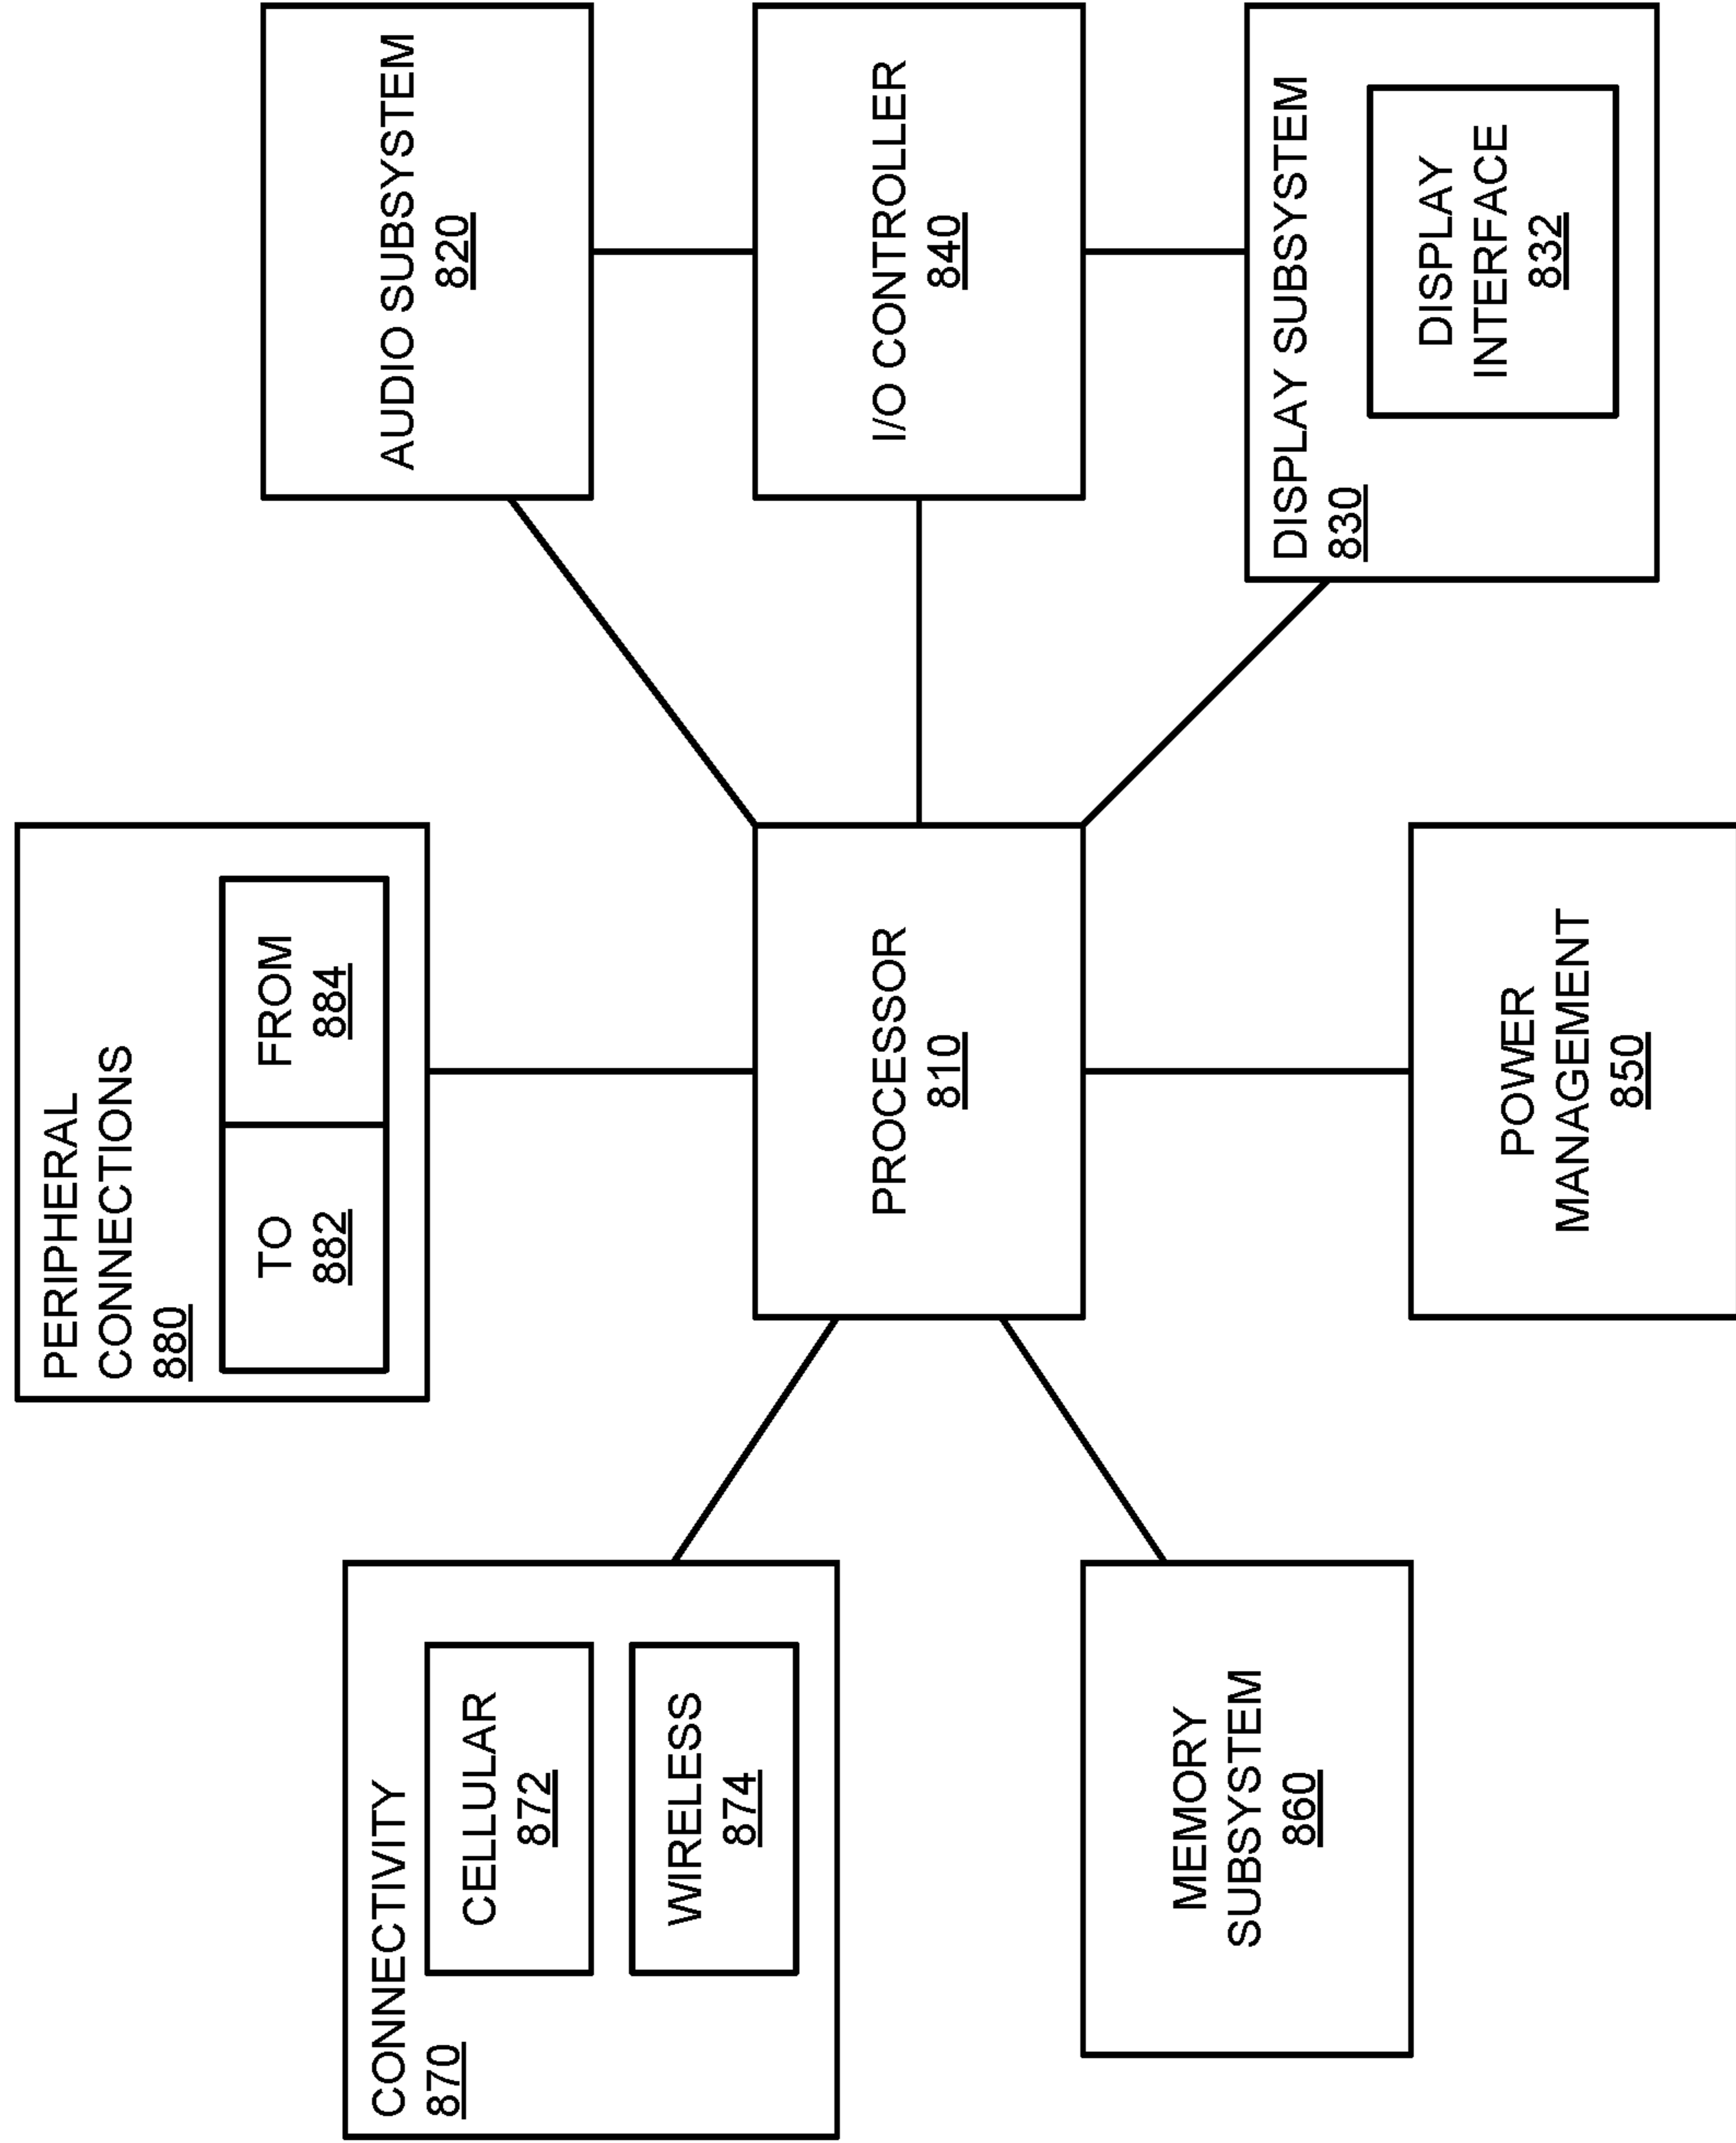 PERIPHERAL
CONNECTIONS
880
TO
882
FROM
884
AUDIO SUBSYSTEM
820
CONNECTIVITY
870
CELLULAR
872
WIRELESS
874
PROCESSOR
810
I/O CONTROLLER
840
MEMORY
SUBSYSTEM
860
POWER
MANAGEMENT
850
DISPLAY SUBSYSTEM
830
DISPLAY
INTERFACE
832